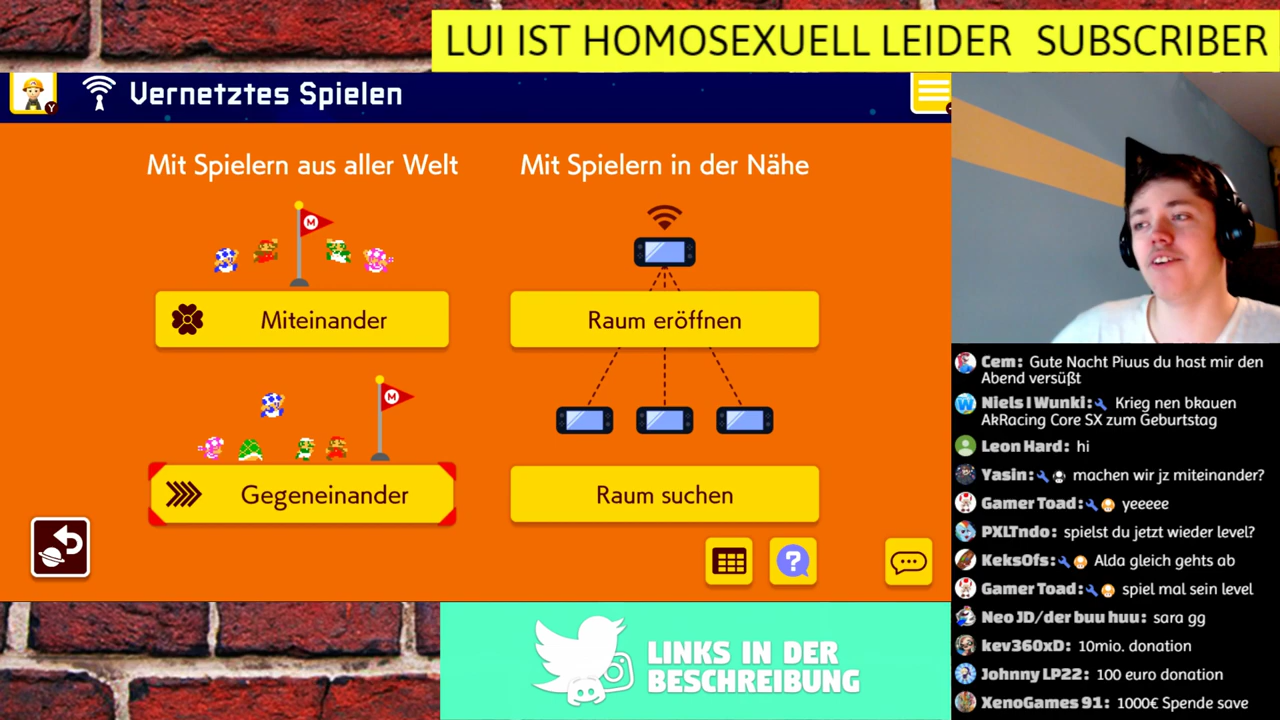 LUI IST HOMOSEXUELL LEIDER SUBSCRIBER
Vernetztes Spielen
Y
Mit Spielern aus aller Welt
Mit Spielern in der Nähe
M
Miteinander
Raum eröffnen
M
Gegeneinander
Raum suchen
?
LINKS IN DER
BESCHREIBUNG
Cem: Gute Nacht Piuus du hast mir den
Abend versüßt
W
Niels I Wunki: Krieg nen bkauen
AkRacing Core SX zum Geburtstag
Leon Hard: hi
Yasin: machen wir jz miteinander?
Gamer Toad: yeeeee
PXLTndo: spielst du jetzt wieder level?
KeksOfs: Alda gleich gehts ab
Gamer Toad: spiel mal sein level
Neo JD/der buu huu: sara gg
kev360xD: 10mio. donation
Johnny LP22: 100 euro donation
XenoGames 91: 1000€ Spende save